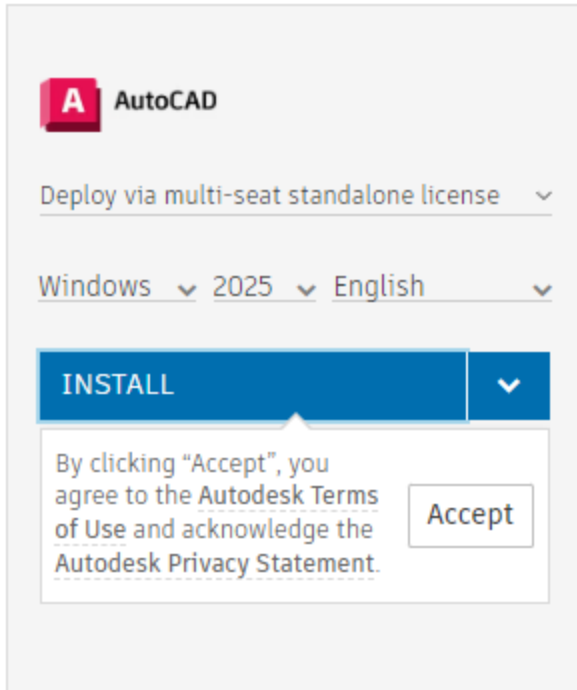 A AutoCAD
Deploy via multi-seat standalone license
Windows 2025 English
INSTALL
By clicking “Accept”, you
agree to the Autodesk Terms
of Use and acknowledge the
Autodesk Privacy Statement.
Accept